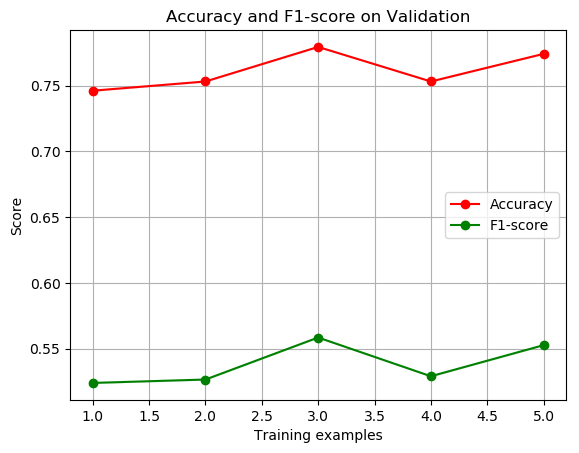 Accuracy and F1-score on Validation
Score
0.75
0.70
0.65
0.60
0.55
Accuracy
F1-score
1.0 1.5 2.0 2.5 3.0 3.5 4.0 4.5 5.0
Training examples